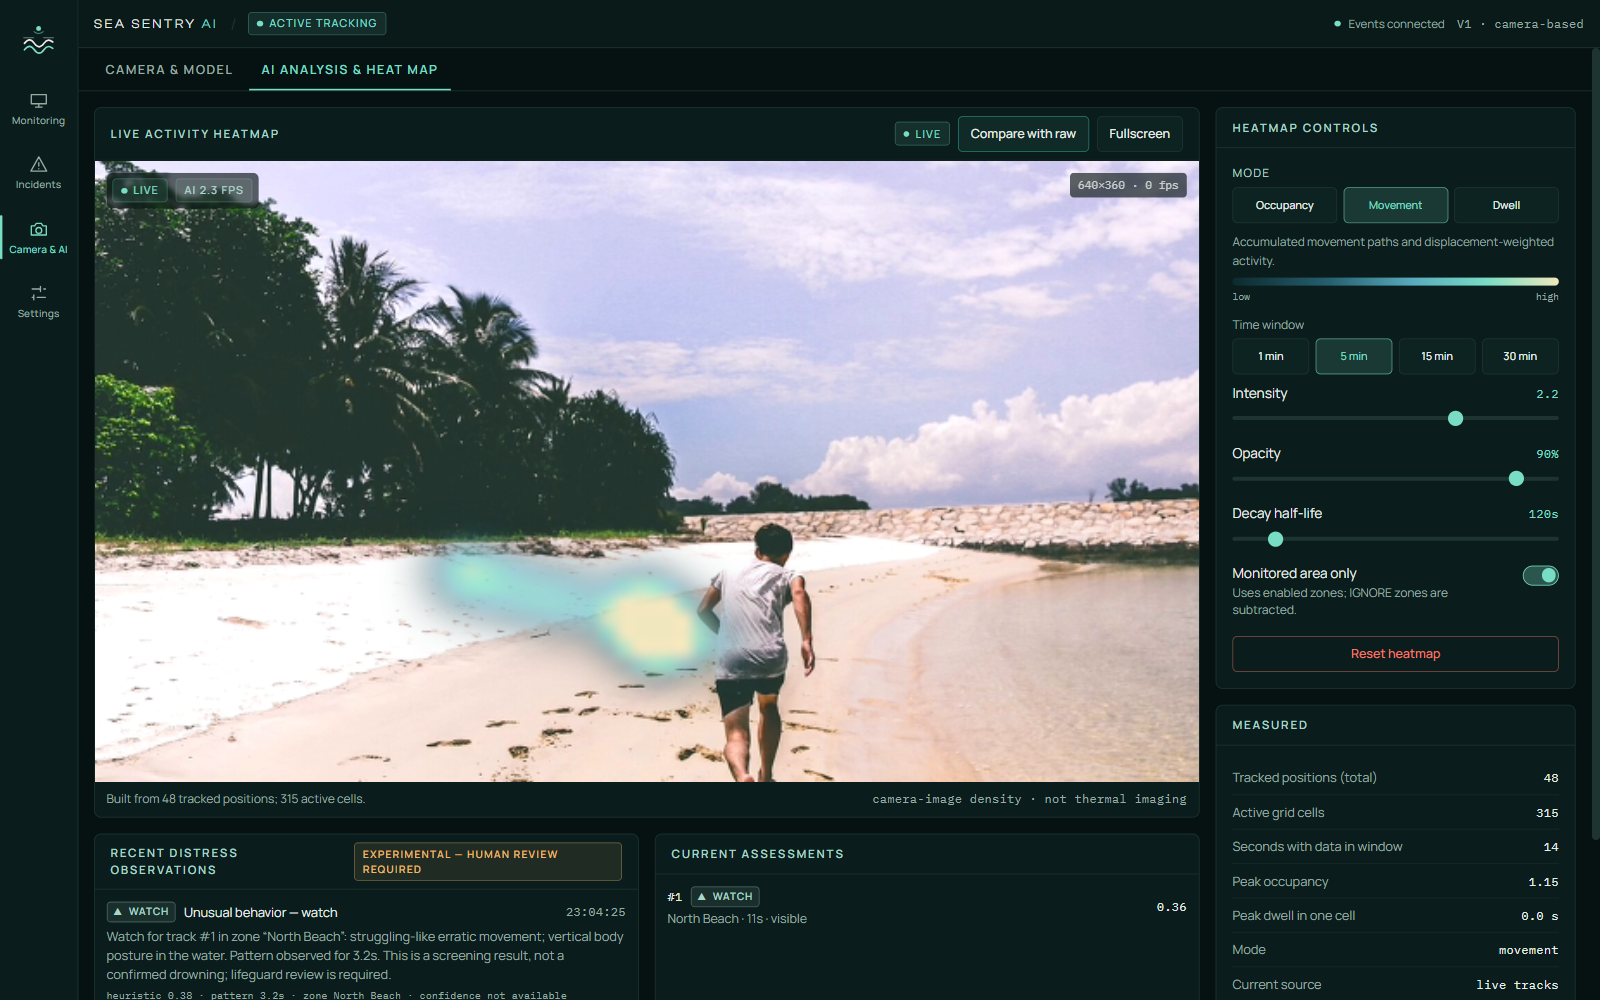 SEA SENTRY AI / ACTIVE TRACKING
Events connected V1 · camera-based
Monitoring
Incidents
Camera & AI
Settings
CAMERA & MODEL
AI ANALYSIS & HEAT MAP
LIVE ACTIVITY HEATMAP
LIVE
Compare with raw
Fullscreen
LIVE
AI 2.3 FPS
640×360 · 0 fps
Built from 48 tracked positions; 315 active cells.
camera-image density · not thermal imaging
RECENT DISTRESS
OBSERVATIONS
EXPERIMENTAL — HUMAN REVIEW
REQUIRED
WATCH Unusual behavior — watch 23:04:25
Watch for track #1 in zone “North Beach”: struggling-like erratic movement; vertical body
posture in the water. Pattern observed for 3.2s. This is a screening result, not a
confirmed drowning; lifeguard review is required.
heuristic 0.38 · pattern 3.2s · zone North Beach · confidence not available
CURRENT ASSESSMENTS
#1 WATCH
0.36
North Beach · 11s · visible
HEATMAP CONTROLS
MODE
Occupancy Movement Dwell
Accumulated movement paths and displacement-weighted
activity.
low high
Time window
1 min 5 min 15 min 30 min
Intensity 2.2
Opacity 90%
Decay half-life 120s
Monitored area only
Uses enabled zones; IGNORE zones are
subtracted.
Reset heatmap
MEASURED
Tracked positions (total) 48
Active grid cells 315
Seconds with data in window 14
Peak occupancy 1.15
Peak dwell in one cell 0.0 s
Mode movement
Current source live tracks